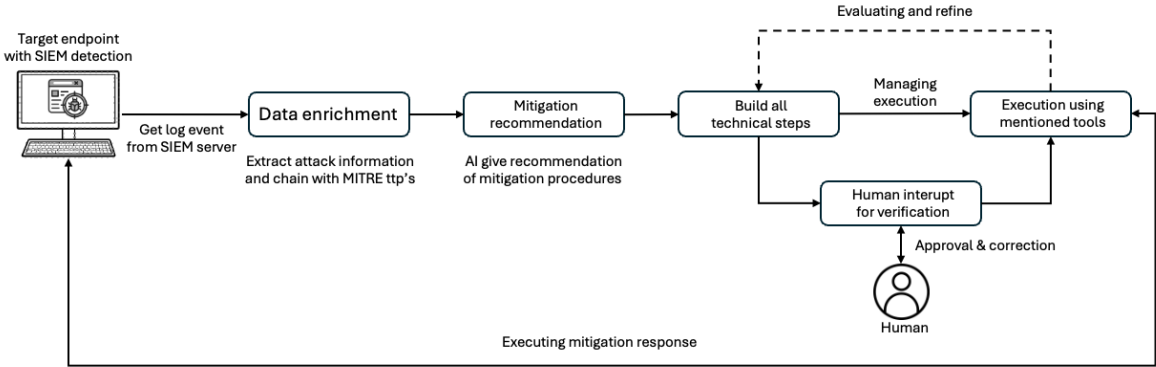 Evaluating and refine
Target endpoint
with SIEM detection
Get log event
from SIEM server
Data enrichment
Extract attack information
and chain with MITRE ttp's
Mitigation
recommendation
AI give recommendation
of mitigation procedures
Build all
technical steps
Managing
execution
Execution using
mentioned tools
Human interupt
for verification
Approval & correction
Human
Executing mitigation response